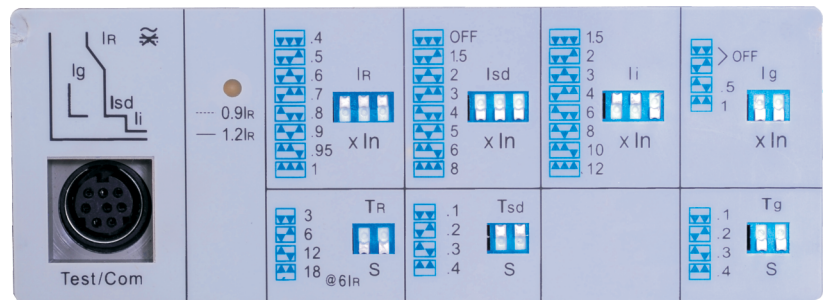 IR
Ig
Isd
Ii
Test/Com
0.9IR
1.2IR
.4
.5
.6
.7
.8
.9
.95
1
IR
x In
OFF
1.5
2
3
4
5
6
8
Isd
x In
1.5
2
3
4
6
8
10
12
Ii
x In
OFF
.5
1
Ig
x In
3
6
12
18 @6IR
TR
S
.1
.2
.3
.4
Tsd
S
.1
.2
.3
.4
Tg
S